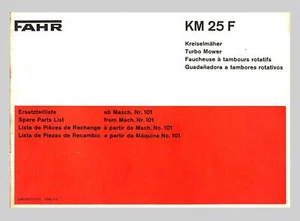 FAHR
KM 25 F
Kreiselmäher
Turbo Mower
Faucheuse à tambours rotatifs
Guadañadora a tambores rotativos
Ersatzteilliste ab Masch. Nr. 101
Spare Parts List from Mach. Nr. 101
Liste de Pièces de Rechange à partir de Mach. No. 101
Lista de Piezas de Recambio a partir de Máquina No. 101